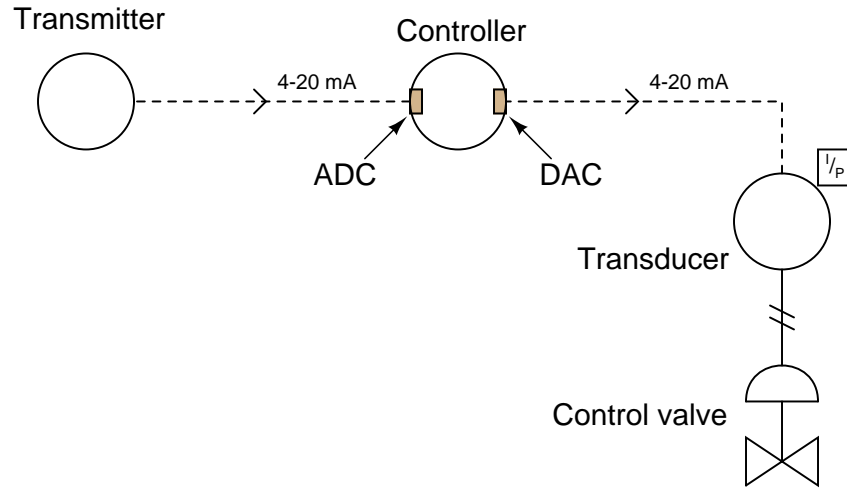 Transmitter
Controller
4-20 mA
4-20 mA
ADC
DAC
I/P
Transducer
Control valve